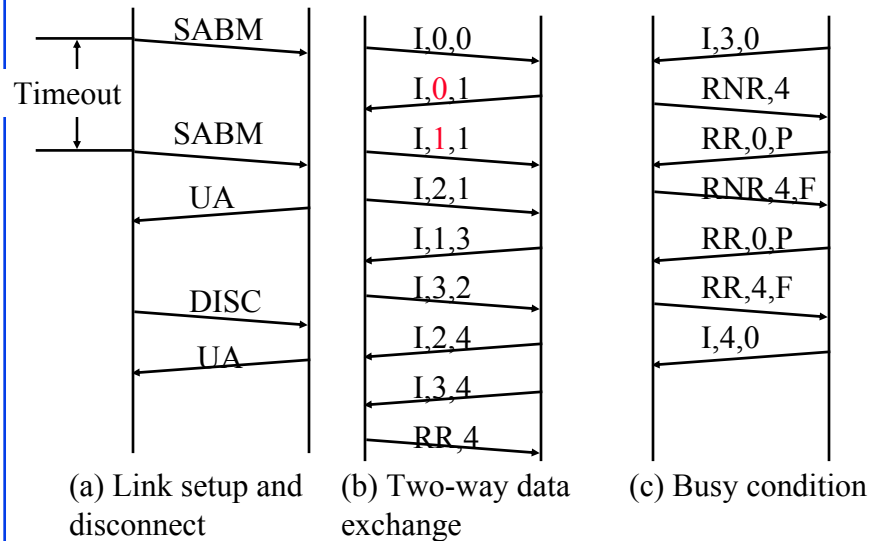 SABM
Timeout
SABM
UA
DISC
UA
(a) Link setup and
disconnect
I,0,0
I,0,1
I,1,1
I,2,1
I,1,3
I,3,2
I,2,4
I,3,4
RR,4
(b) Two-way data
exchange
I,3,0
RNR,4
RR,0,P
RNR,4,F
RR,0,P
RR,4,F
I,4,0
(c) Busy condition